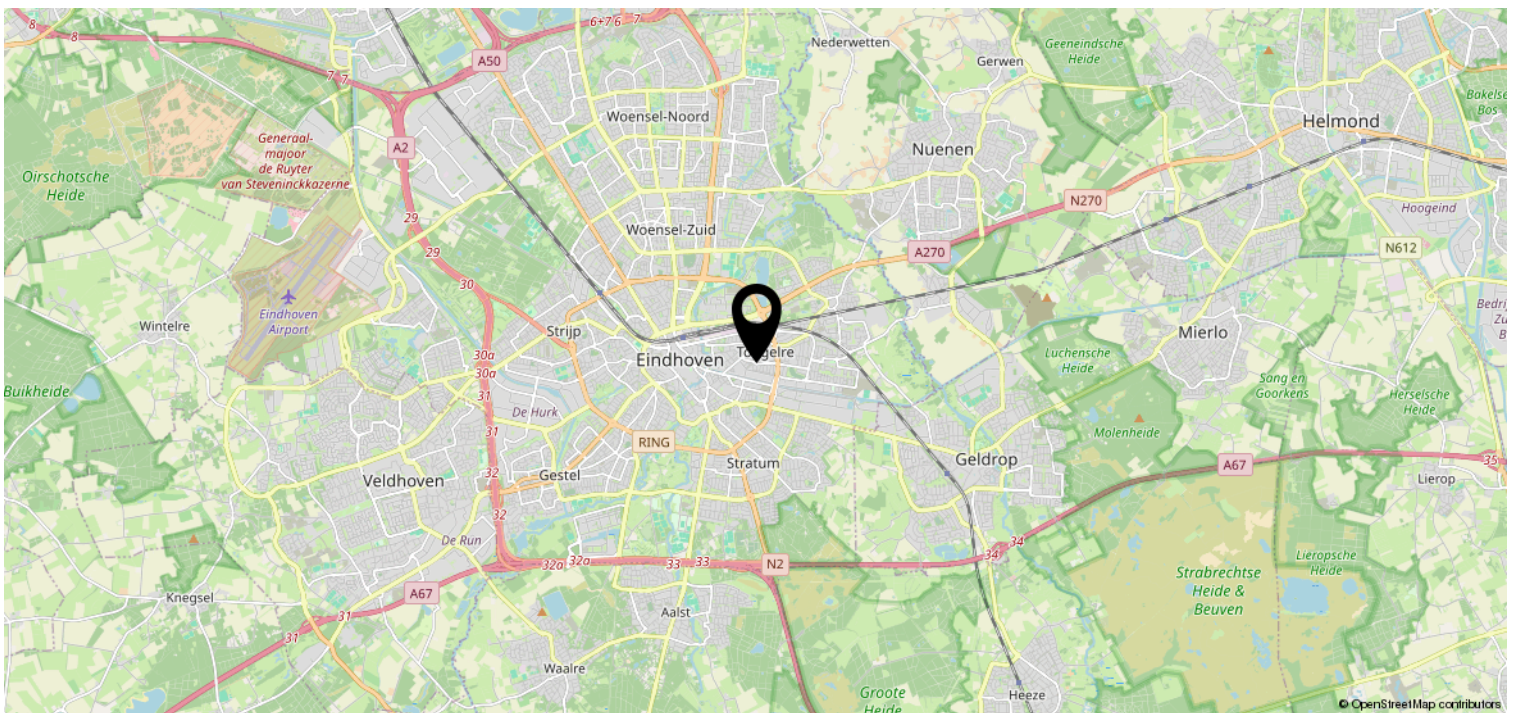 8
8
6+7 6 7
Nederwetten
Geeneindsche
Heide
Gerwen
A50
7 7
Bakelse
Bos
Woensel-Noord
Helmond
Generaal-
majoor
de Ruyter
van Steveninckkazerne
A2
Nuenen
Oirschotsche
Heide
N270
Hoogeind
29
Woensel-Zuid
29
A270
N612
30
Eindhoven
Airport
Wintelre
Strijp
Mierlo
30a
Eindhoven
Luchensche
Heide
30a
Sang en
Goorkens
Buikheide
31
Herselsche
Heide
De Hurk
31
RING
Molenheide
Stratum
Geldrop
A67
35
32
Gestel
Veldhoven
Lierop
32
De Run
34
34
32a 32a
33 33
N2
Lieropsche
Heide
Strabrechtse
Heide &
Beuven
Knegsel
A67
31
31
Aalst
Waalre
Groote
Heide
Heeze
© OpenStreetMap contributors